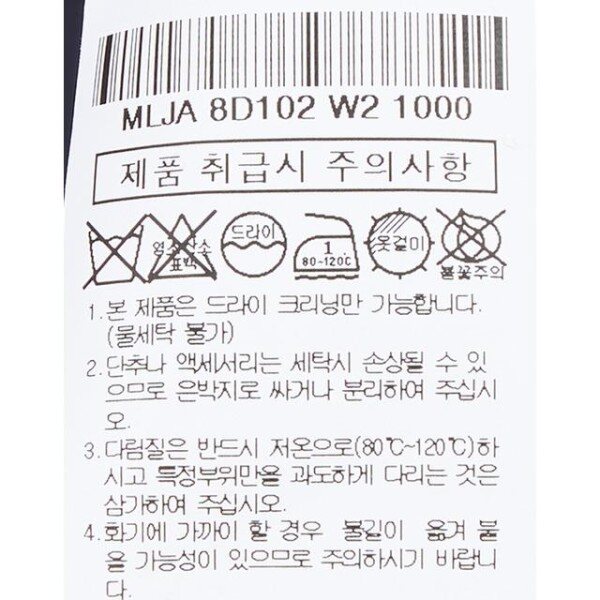 MLJA 8D102 W2 1000
제품 취급시 주의사항
염소산소 표백
드라이
1 80~120℃
옷걸이
불꽃주의
1.본 제품은 드라이 크리닝만 가능합니다.
(물세탁 불가)
2.단추나 액세서리는 세탁시 손상될 수 있
으므로 은박지로 싸거나 분리하여 주십시
오.
3.다림질은 반드시 저온으로(80℃~120℃)하
시고 특정부위만을 과도하게 다리는 것은
삼가하여 주십시오.
4.화기에 가까이 할 경우 불길이 옮겨 붙
을 가능성이 있으므로 주의하시기 바랍니
다.